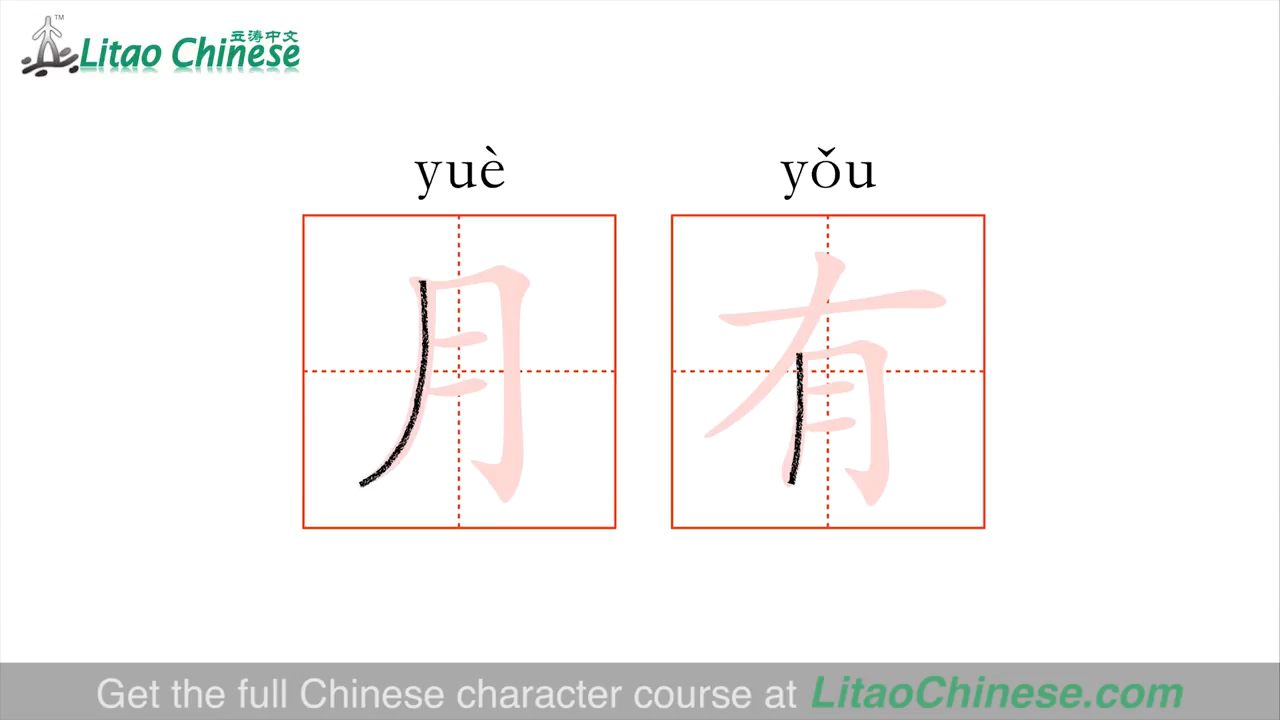 TM
立涛中文
Litao Chinese
yuè yǒu
月 有
Get the full Chinese character course at LitaoChinese.com